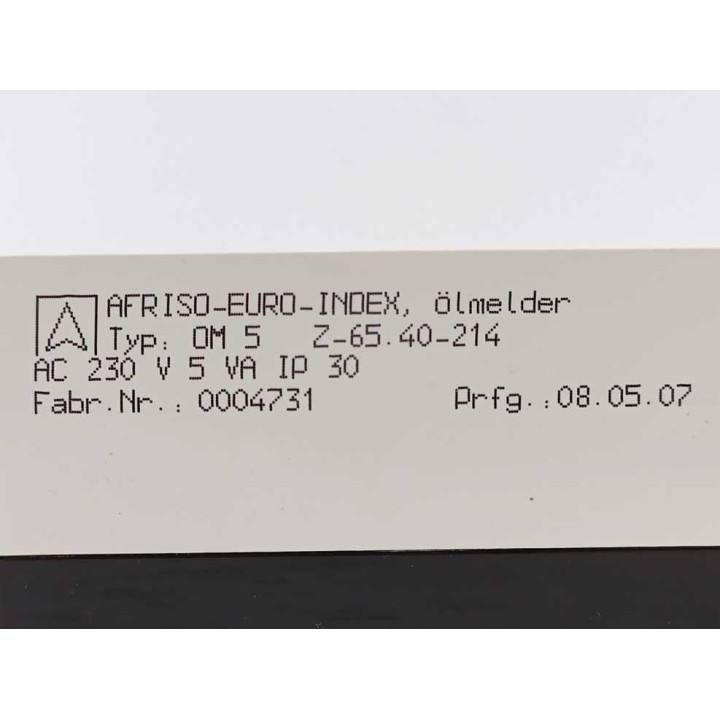 AFRISO-EURO-INDEX, ölmelder
Typ: OM 5 Z-65.40-214
AC 230 V 5 VA IP 30
Fabr.Nr.: 0004731 Prfg.:08.05.07